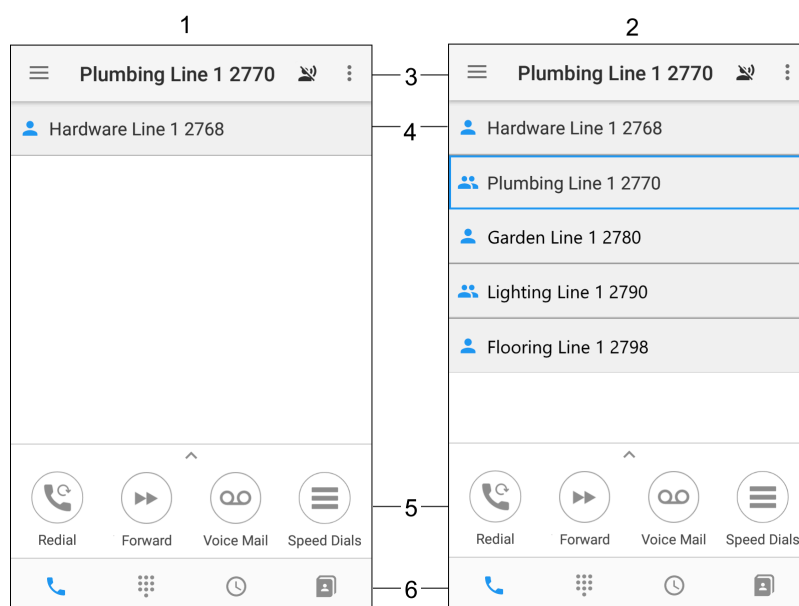 1
2
Plumbing Line 1 2770
3
Plumbing Line 1 2770
Hardware Line 1 2768
4
Hardware Line 1 2768
Plumbing Line 1 2770
Garden Line 1 2780
Lighting Line 1 2790
Flooring Line 1 2798
5
Redial Forward Voice Mail Speed Dials
Redial Forward Voice Mail Speed Dials
6